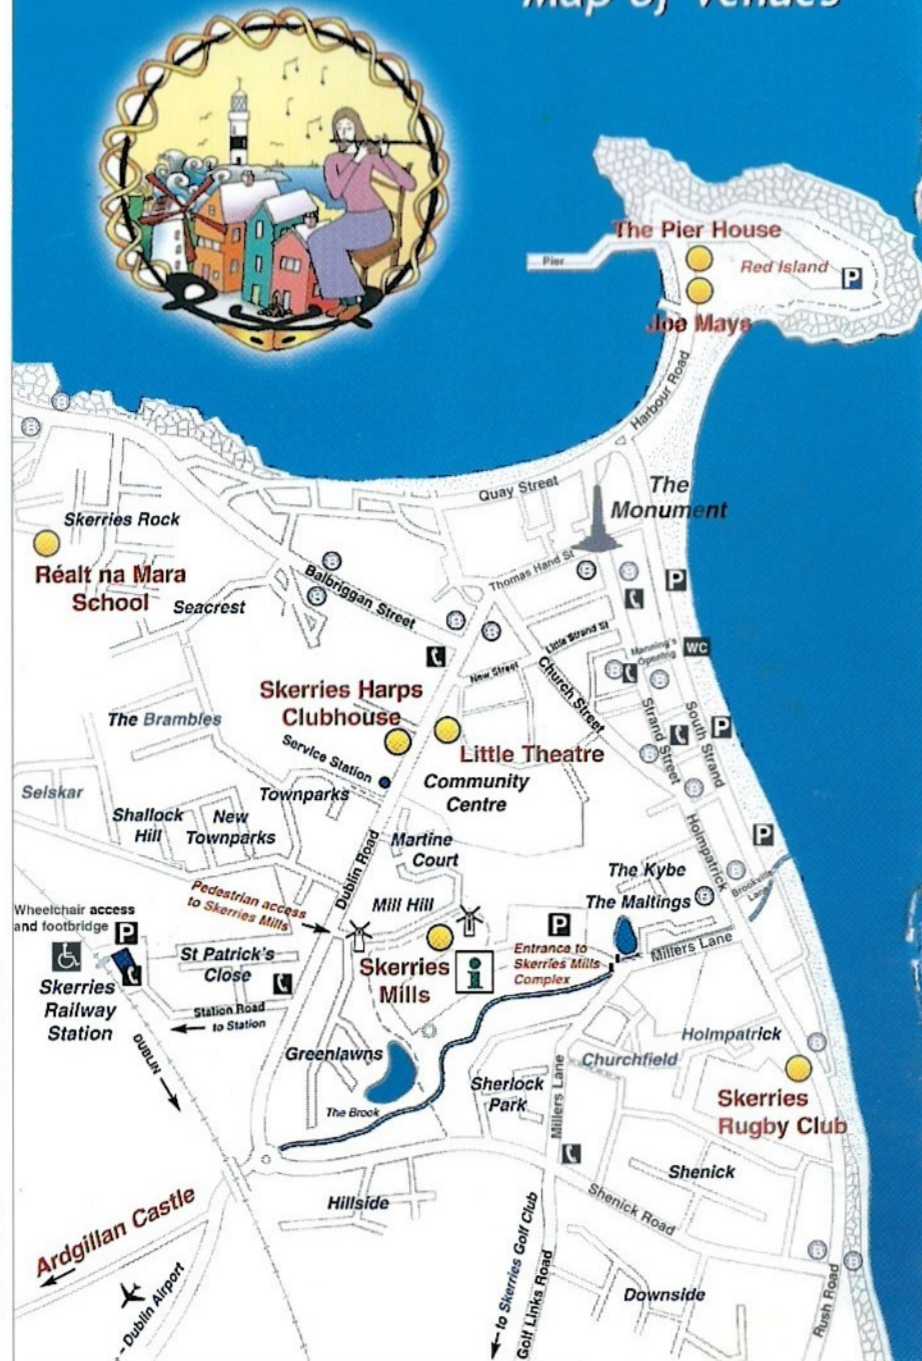 Map of Venues
The Pier House
Pier
Red Island
P
Joe Mays
Harbour Road
Quay Street
The
Monument
Skerries Rock
Réalt na Mara
School
Seacrest
Balbriggan Street
Thomas Hand St
P
Little Strand St
New Street
Manning's
Opening
WC
Church Street
Skerries Harps
Clubhouse
Little Theatre
The Brambles
Service Station
Strand
Street
South Strand
P
Community
Centre
Selskar
Townparks
Shallock
Hill
New
Townparks
Dublin Road
Martine
Court
Holmpatrick
P
The Kybe
The Maltings
Brookville
Lane
Pedestrian access
to Skerries Mills
Mill Hill
Wheelchair access
and footbridge
P
P
Skerries
Mills
i
Entrance to
Skerries Mills
Complex
Millers Lane
St Patrick's
Close
Skerries
Railway
Station
Station Road
to Station
DUBLIN
Greenlawns
The Brook
Sherlock
Park
Millers Lane
Churchfield
Holmpatrick
Skerries
Rugby Club
Shenick
Shenick Road
Hillside
Ardgillan Castle
Dublin Airport
to Skerries Golf Club
Golf Links Road
Downside
Rush Road